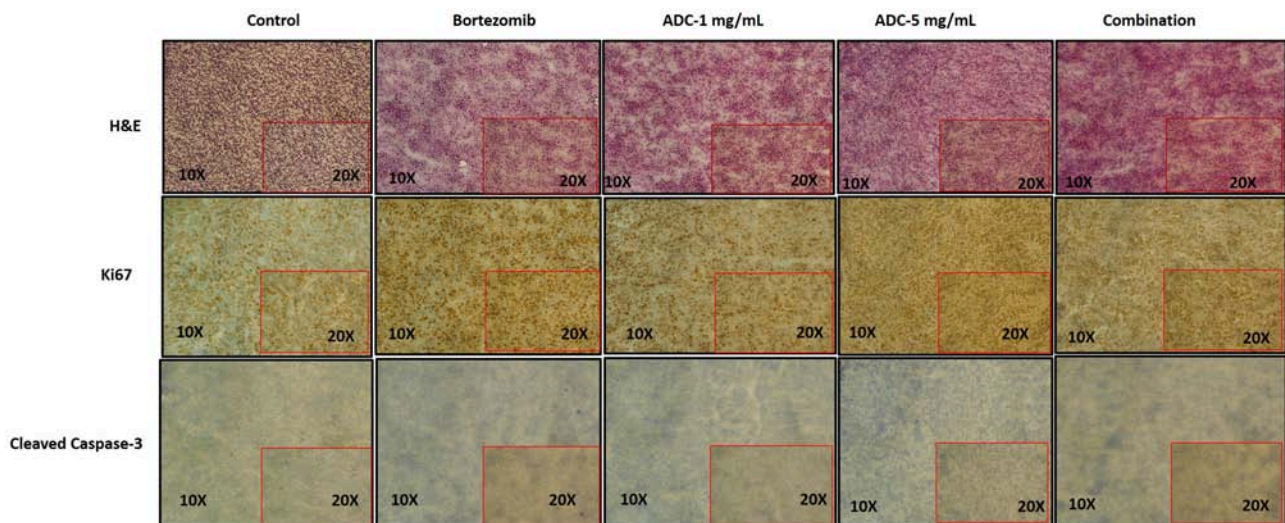 Control Bortezomib ADC-1 mg/mL ADC-5 mg/mL Combination
H&E
10X 20X 10X 20X 10X 20X 10X 20X 10X 20X
Ki67
10X 20X 10X 20X 10X 20X 10X 20X 10X 20X
Cleaved Caspase-3
10X 20X 10X 20X 10X 20X 10X 20X 10X 20X